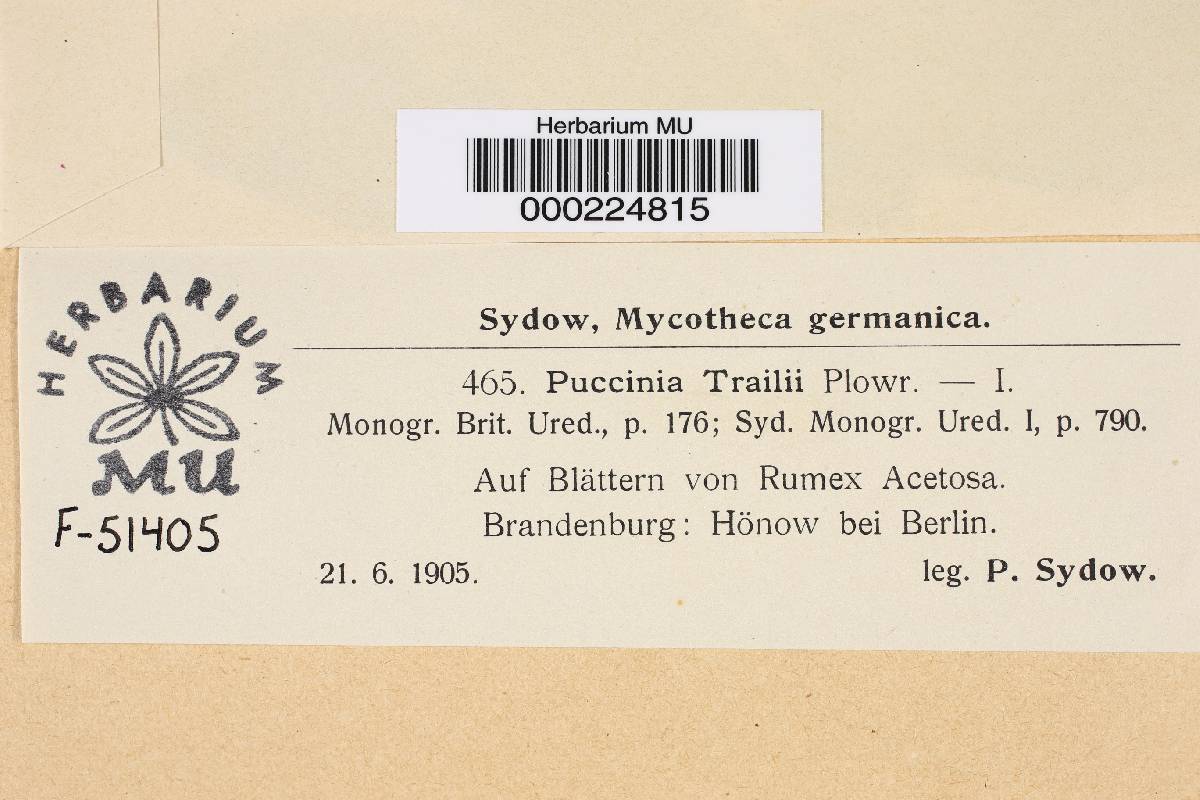 Herbarium MU
000224815
HERBARIUM
MU
F-51405
Sydow, Mycotheca germanica.
465. Puccinia Trailii Plowr. — I.
Monogr. Brit. Ured., p. 176; Syd. Monogr. Ured. I, p. 790.
Auf Blättern von Rumex Acetosa.
Brandenburg: Hönow bei Berlin.
21. 6. 1905. leg. P. Sydow.